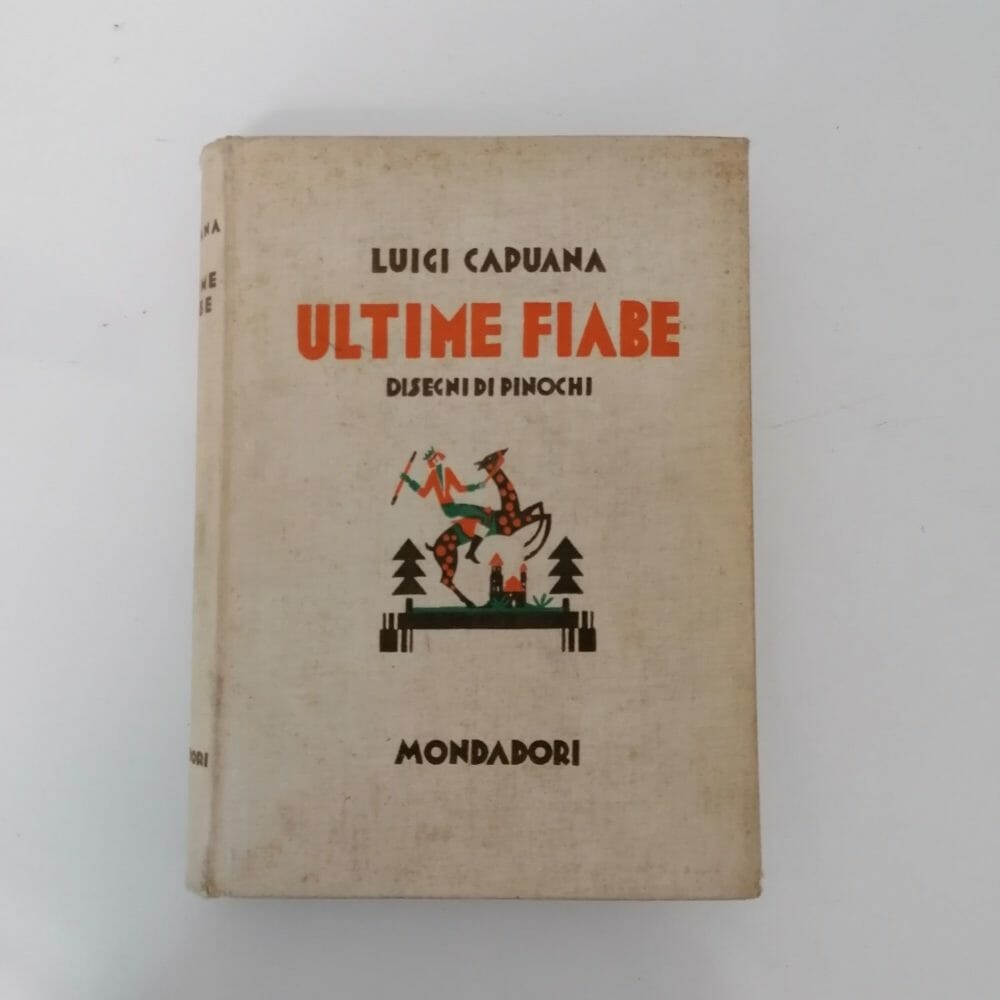 LUIGI CAPUANA
ULTIME FIABE
DISEGNI DI PINOCHI
MONDADORI